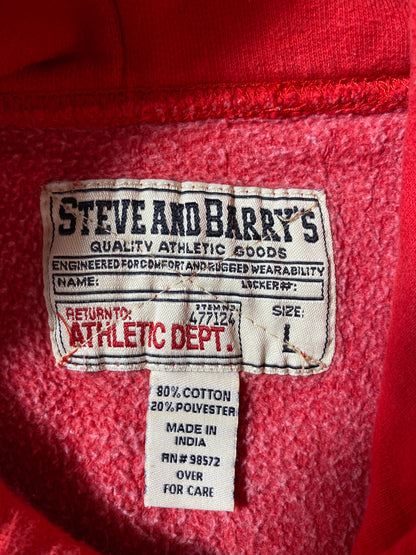 STEVE AND BARRY'S
QUALITY ATHLETIC GOODS
ENGINEERED FOR COMFORT AND RUGGED WEARABILITY
NAME: LOCKER#:
RETURN TO: ITEM NO. SIZE:
ATHLETIC DEPT. 477124 L
80% COTTON
20% POLYESTER
MADE IN
INDIA
RN# 98572
OVER
FOR CARE